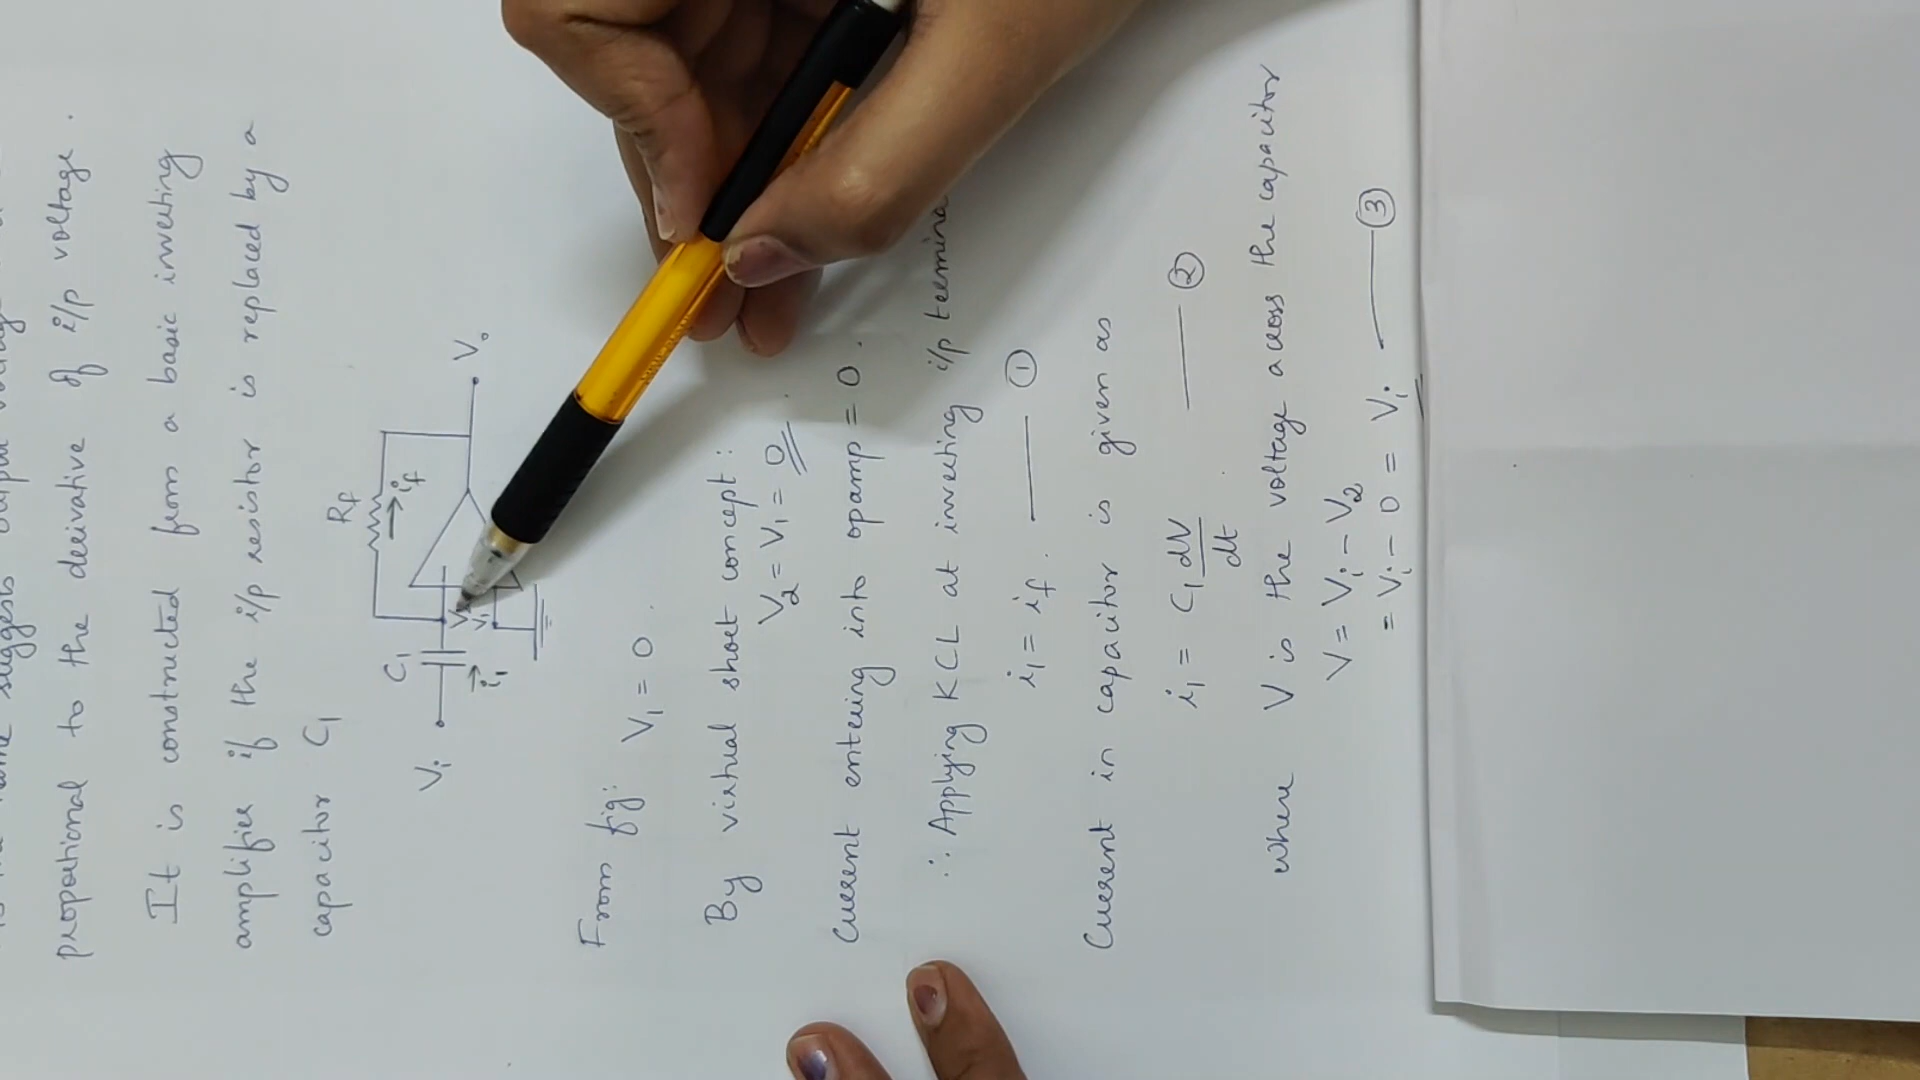 suggests output
proportional to the derivative of i/p voltage.
It is constructed from a basic inverting
amplifier if the i/p resistor is replaced by a
capacitor C1
Rf
if
C1
Vi
i1
V1
Vo
From fig: V1 = 0.
By virtual short concept:
V2 = V1 = 0.
Current entering into opamp = 0.
∴ Applying KCL at inverting i/p
i1 = if. ——— ①
Current in capacitor is given as
i1 = C1 dV/dt. ——— ②
where V is the voltage across the capacitor
V = Vi - V2
= Vi - 0 = Vi ——— ③